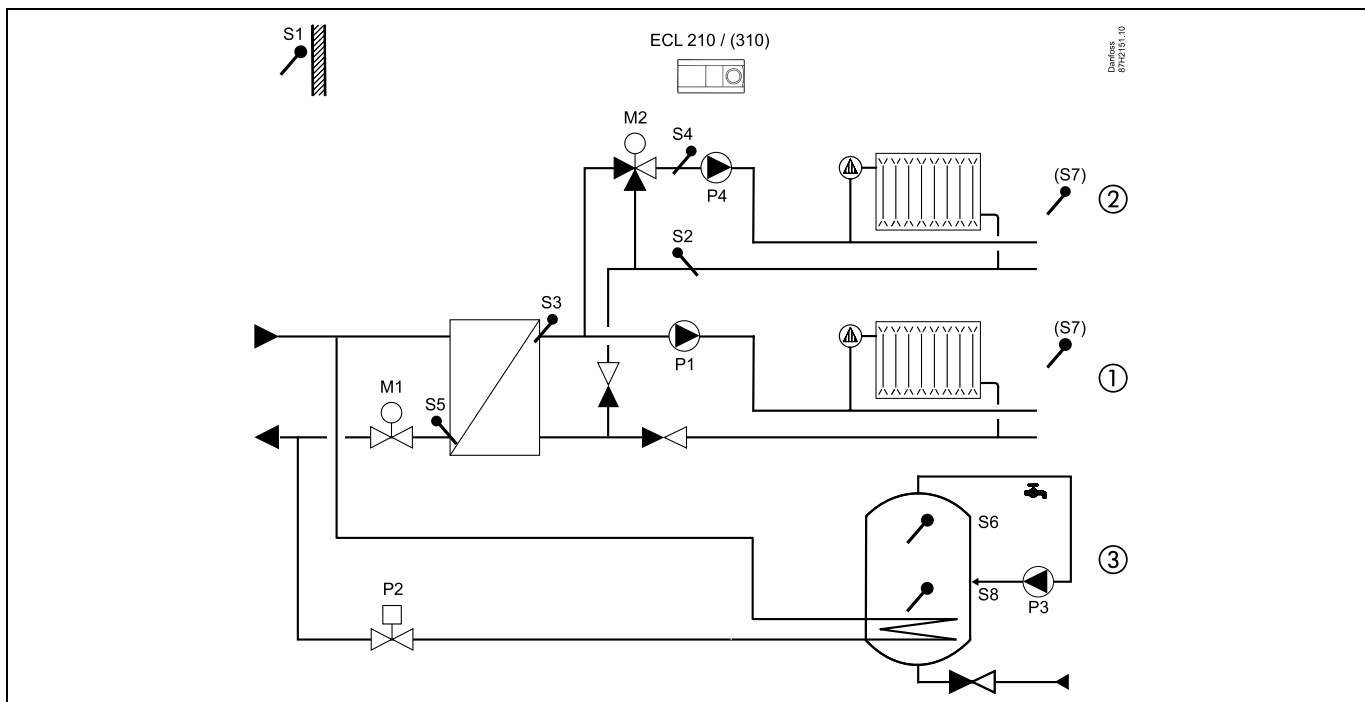 S1
ECL 210 / (310)
Danfoss
87H2151.10
M2
S4
P4
(S7)
②
S2
S3
P1
(S7)
①
M1
S5
S6
③
S8
P3
P2